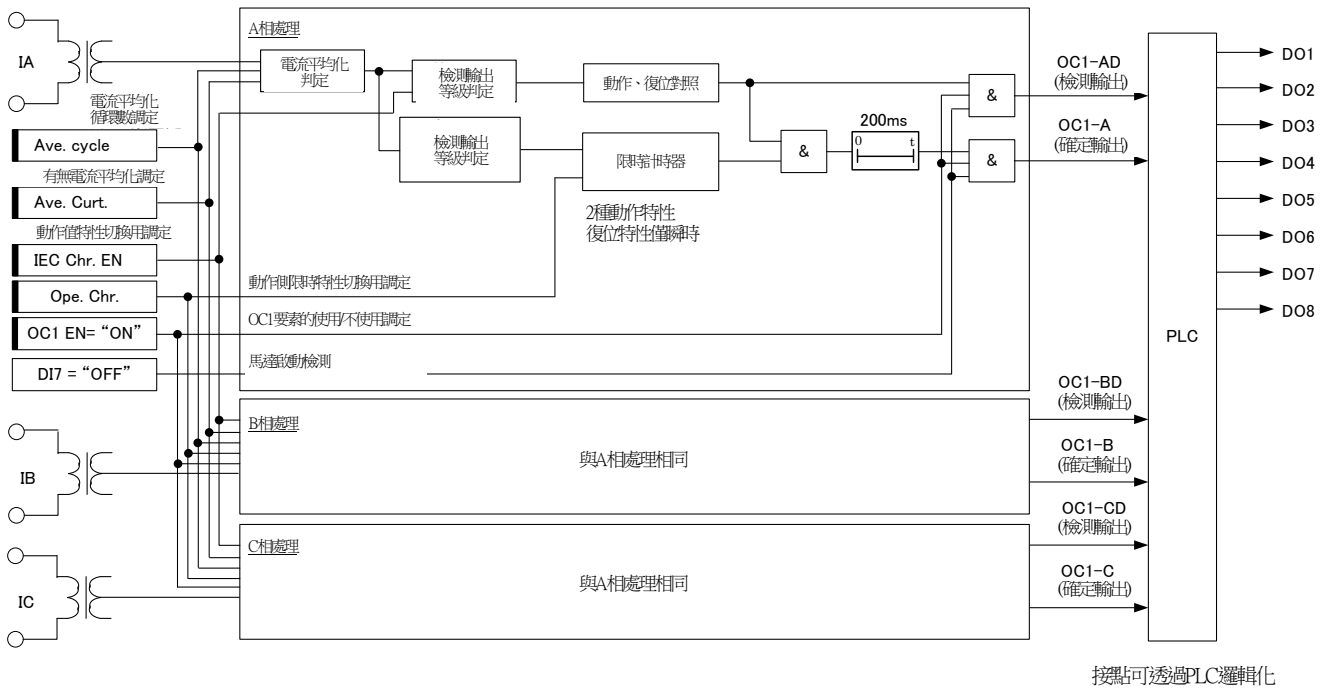 IA
電流平均化
循環數調定
Ave. cycle
有無電流平均化調定
Ave. Curt.
動作值特性切換用調定
IEC Chr. EN
Ope. Chr.
OC1 EN= “ON”
DI7 = “OFF”
IB
IC
A相處理
電流平均化
判定
檢測輸出
等級判定
動作、復位對照
檢測輸出
等級判定
限時計時器
2種動作特性
復位特性僅瞬時
&
200ms
0 t
&
&
動作側限時特性切換用調定
OC1要素的使用/不使用調定
馬達啟動檢測
B相處理
與A相處理相同
C相處理
與A相處理相同
OC1-AD
(檢測輸出)
OC1-A
(確定輸出)
OC1-BD
(檢測輸出)
OC1-B
(確定輸出)
OC1-CD
(檢測輸出)
OC1-C
(確定輸出)
PLC
DO1
DO2
DO3
DO4
DO5
DO6
DO7
DO8
接點可透過PLC邏輯化